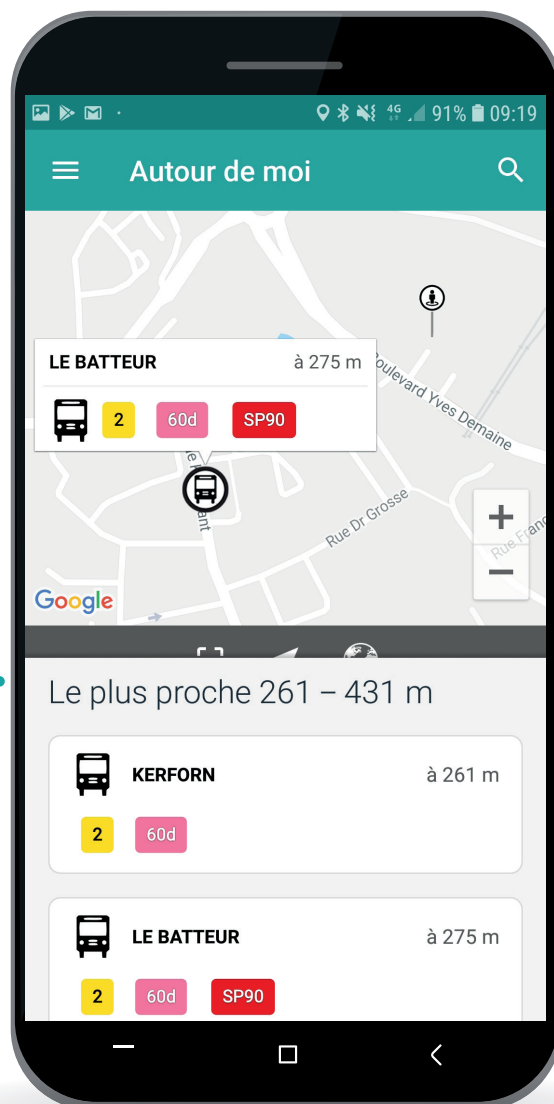 4G 91% 09:19
Autour de moi
LE BATTEUR à 275 m
2 60d SP90
Boulevard Yves Demaine
Rue Dr Grosse
Google
Le plus proche 261 – 431 m
KERFORN à 261 m
2 60d
LE BATTEUR à 275 m
2 60d SP90